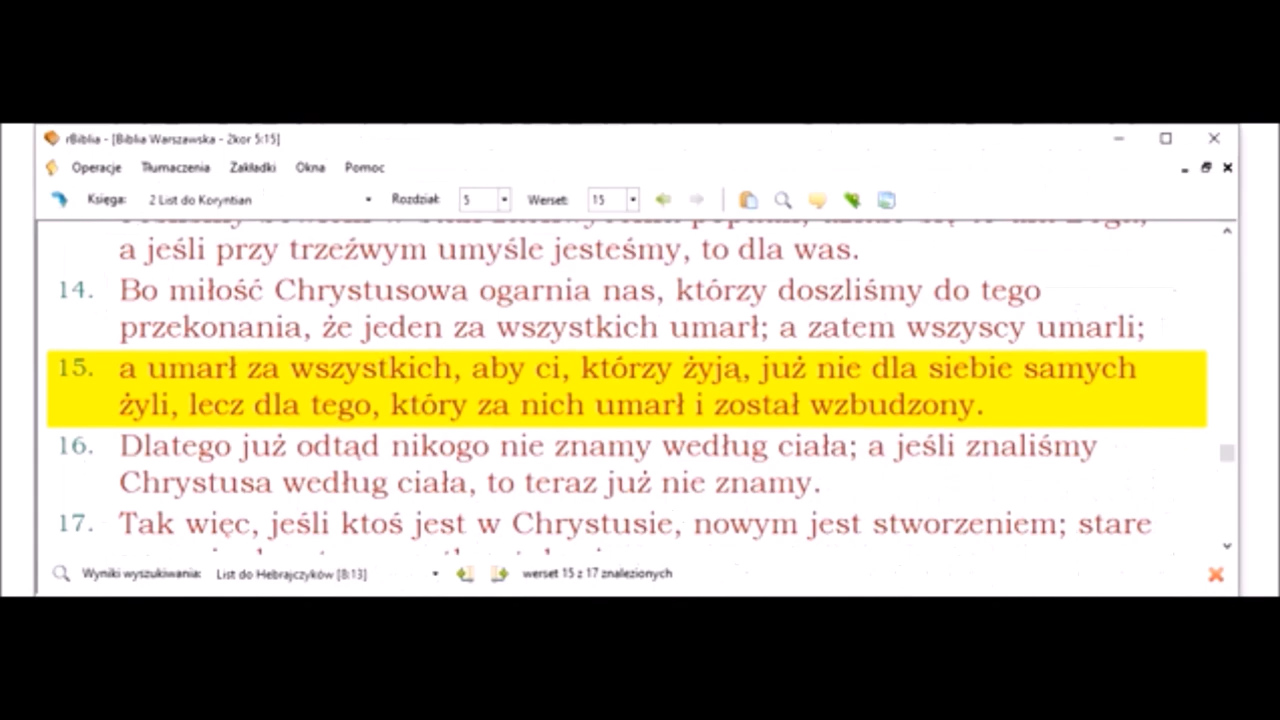 rBiblia - [Biblia Warszawska - 2kor 5:15]
Operacje Tłumaczenia Zakładki Okna Pomoc
Księga: 2 List do Koryntian Rozdział: 5 Werset: 15
a jeśli przy trzeźwym umyśle jesteśmy, to dla was.
14. Bo miłość Chrystusowa ogarnia nas, którzy doszliśmy do tego
przekonania, że jeden za wszystkich umarł; a zatem wszyscy umarli;
15. a umarł za wszystkich, aby ci, którzy żyją, już nie dla siebie samych
żyli, lecz dla tego, który za nich umarł i został wzbudzony.
16. Dlatego już odtąd nikogo nie znamy według ciała; a jeśli znaliśmy
Chrystusa według ciała, to teraz już nie znamy.
17. Tak więc, jeśli ktoś jest w Chrystusie, nowym jest stworzeniem; stare
Wyniki wyszukiwania: List do Hebrajczyków [8:13] werset 15 z 17 znalezionych